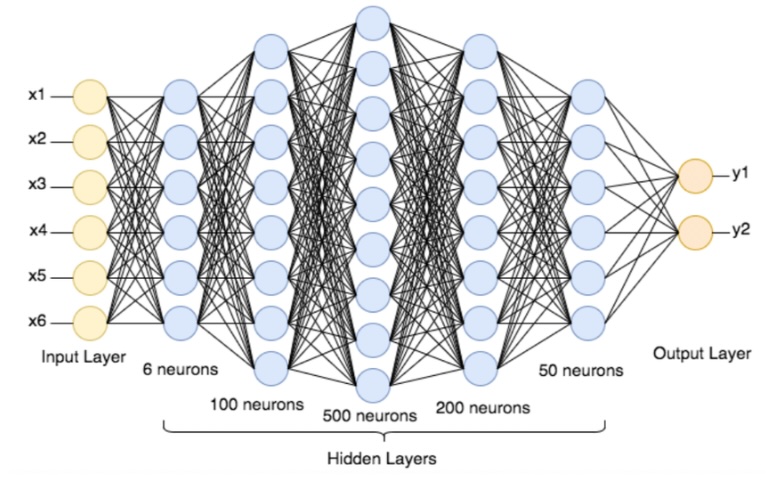 x1
x2
x3
x4
x5
x6
y1
y2
Input Layer
6 neurons
100 neurons
500 neurons
200 neurons
50 neurons
Output Layer
Hidden Layers